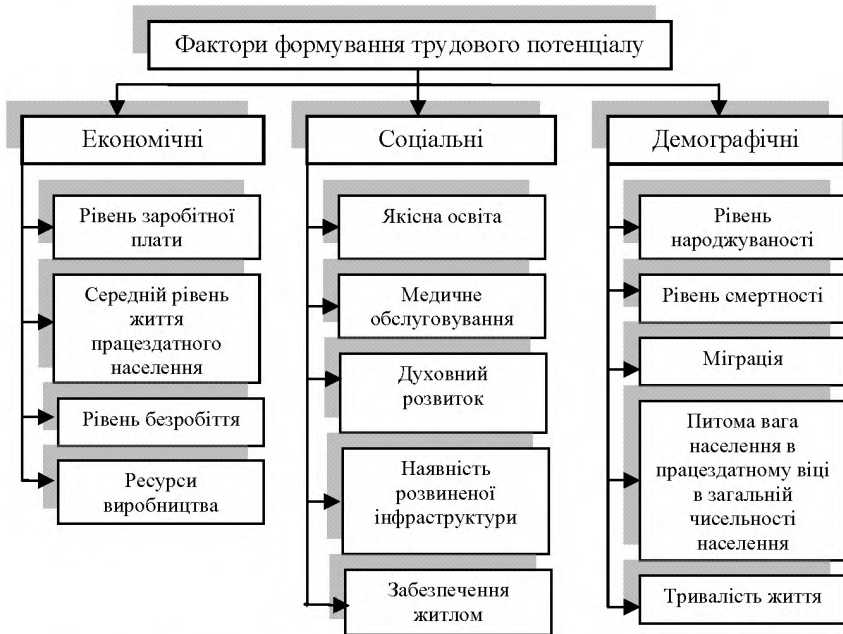 Фактори формування трудового потенціалу
Економічні
Рівень заробітної
плати
Середній рівень
життя
працездатного
населення
Рівень безробіття
Ресурси
виробництва
Соціальні
Якісна освіта
Медичне
обслуговування
Духовний
розвиток
Наявність
розвиненої
інфраструктури
Забезпечення
житлом
Демографічні
Рівень
народжуваності
Рівень смертності
Міграція
Питома вага
населення в
працездатному віці
в загальній
чисельності
населення
Тривалість життя